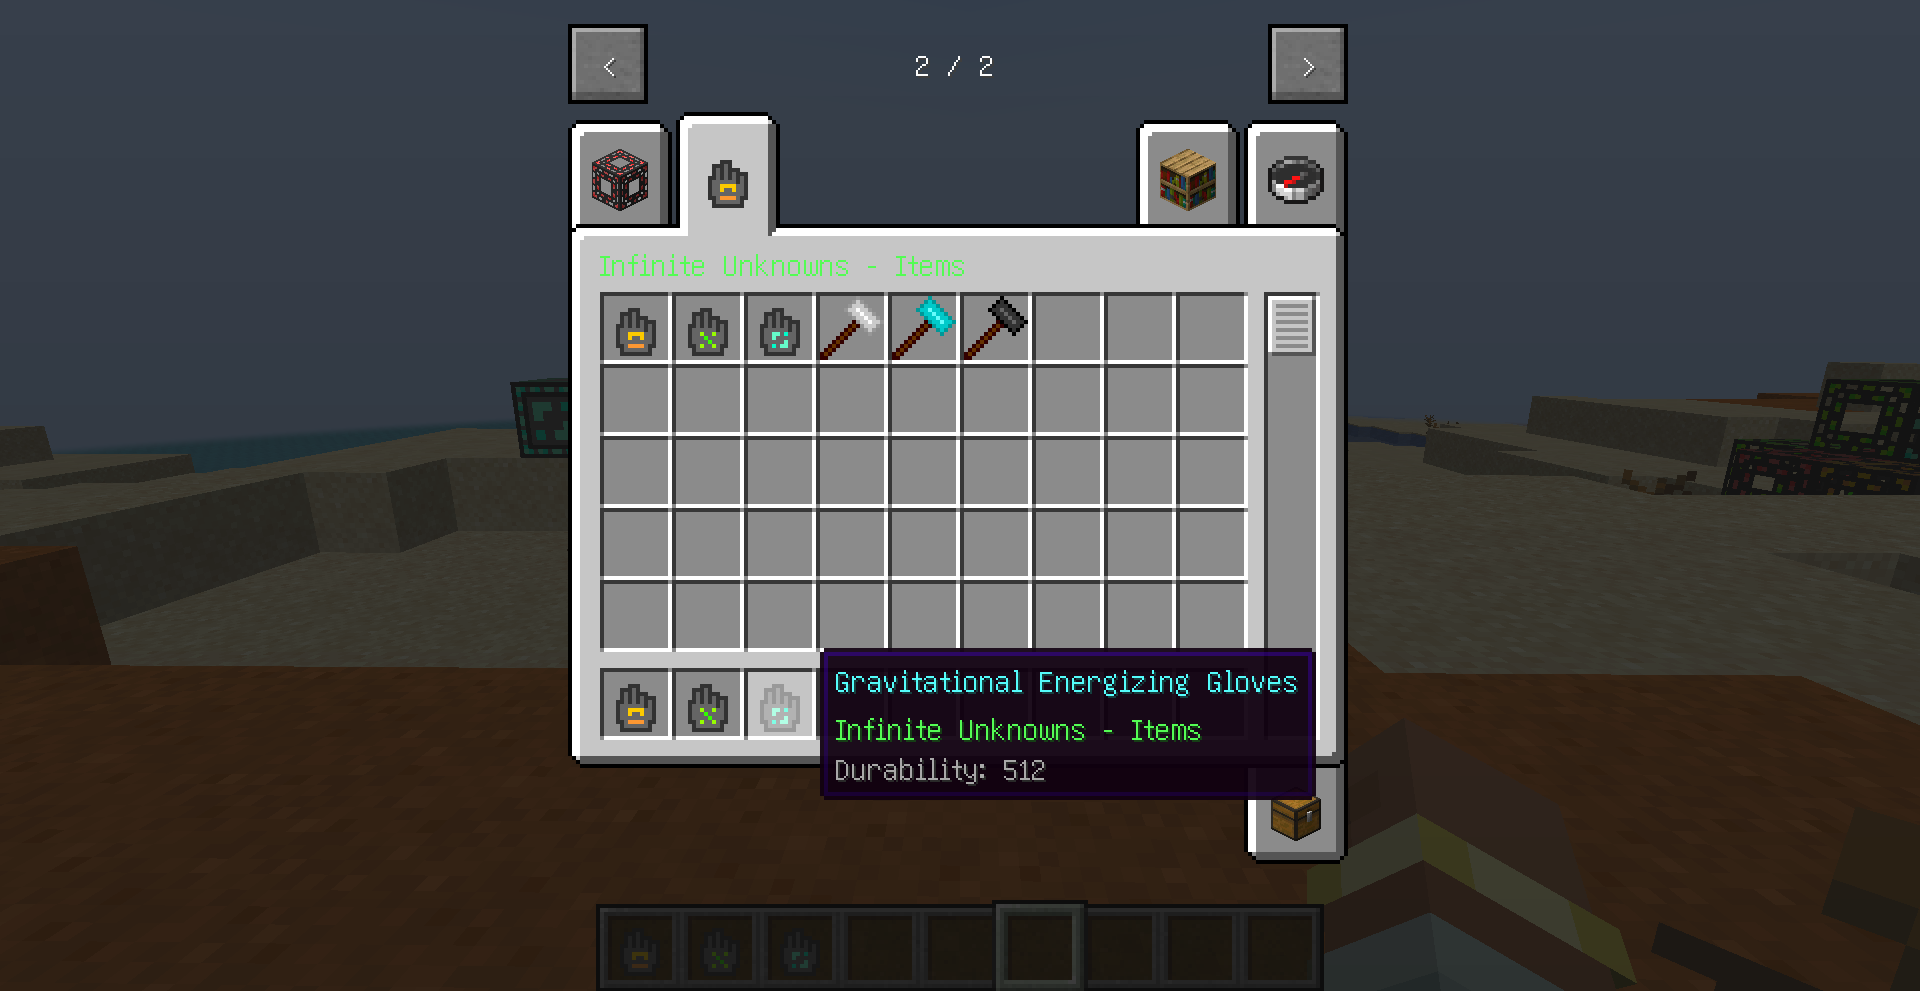 < 2 / 2 >
Infinite Unknowns - Items
Gravitational Energizing Gloves
Infinite Unknowns - Items
Durability: 512